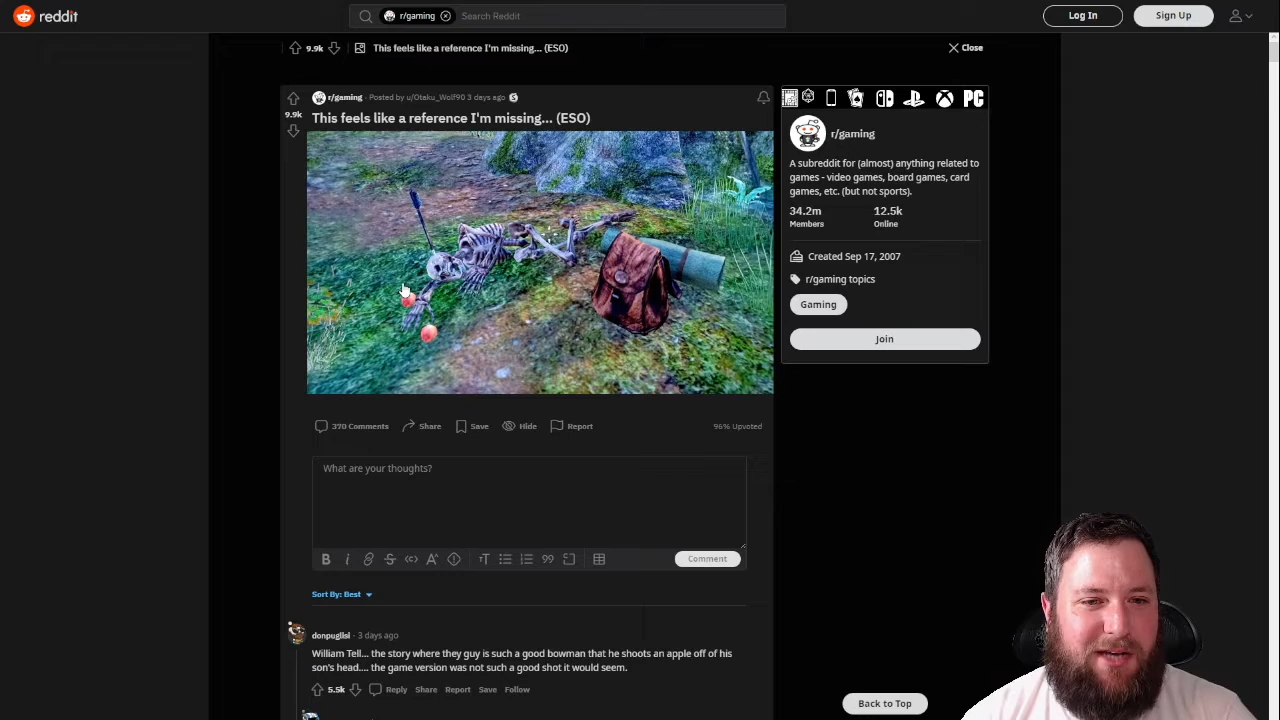 reddit
r/gaming
Search Reddit
Log In
Sign Up
9.9k
This feels like a reference I'm missing... (ESO)
Close
r/gaming · Posted by u/Otaku_Wolf90 3 days ago
9.9k
This feels like a reference I'm missing... (ESO)
PC
r/gaming
A subreddit for (almost) anything related to
games - video games, board games, card
games, etc. (but not sports).
34.2m
Members
12.5k
Online
Created Sep 17, 2007
r/gaming topics
Gaming
Join
370 Comments
Share
Save
Hide
Report
96% Upvoted
What are your thoughts?
Comment
Sort By: Best
donpuglisi · 3 days ago
William Tell... the story where they guy is such a good bowman that he shoots an apple off of his
son's head.... the game version was not such a good shot it would seem.
5.5k
Reply
Share
Report
Save
Follow
Back to Top